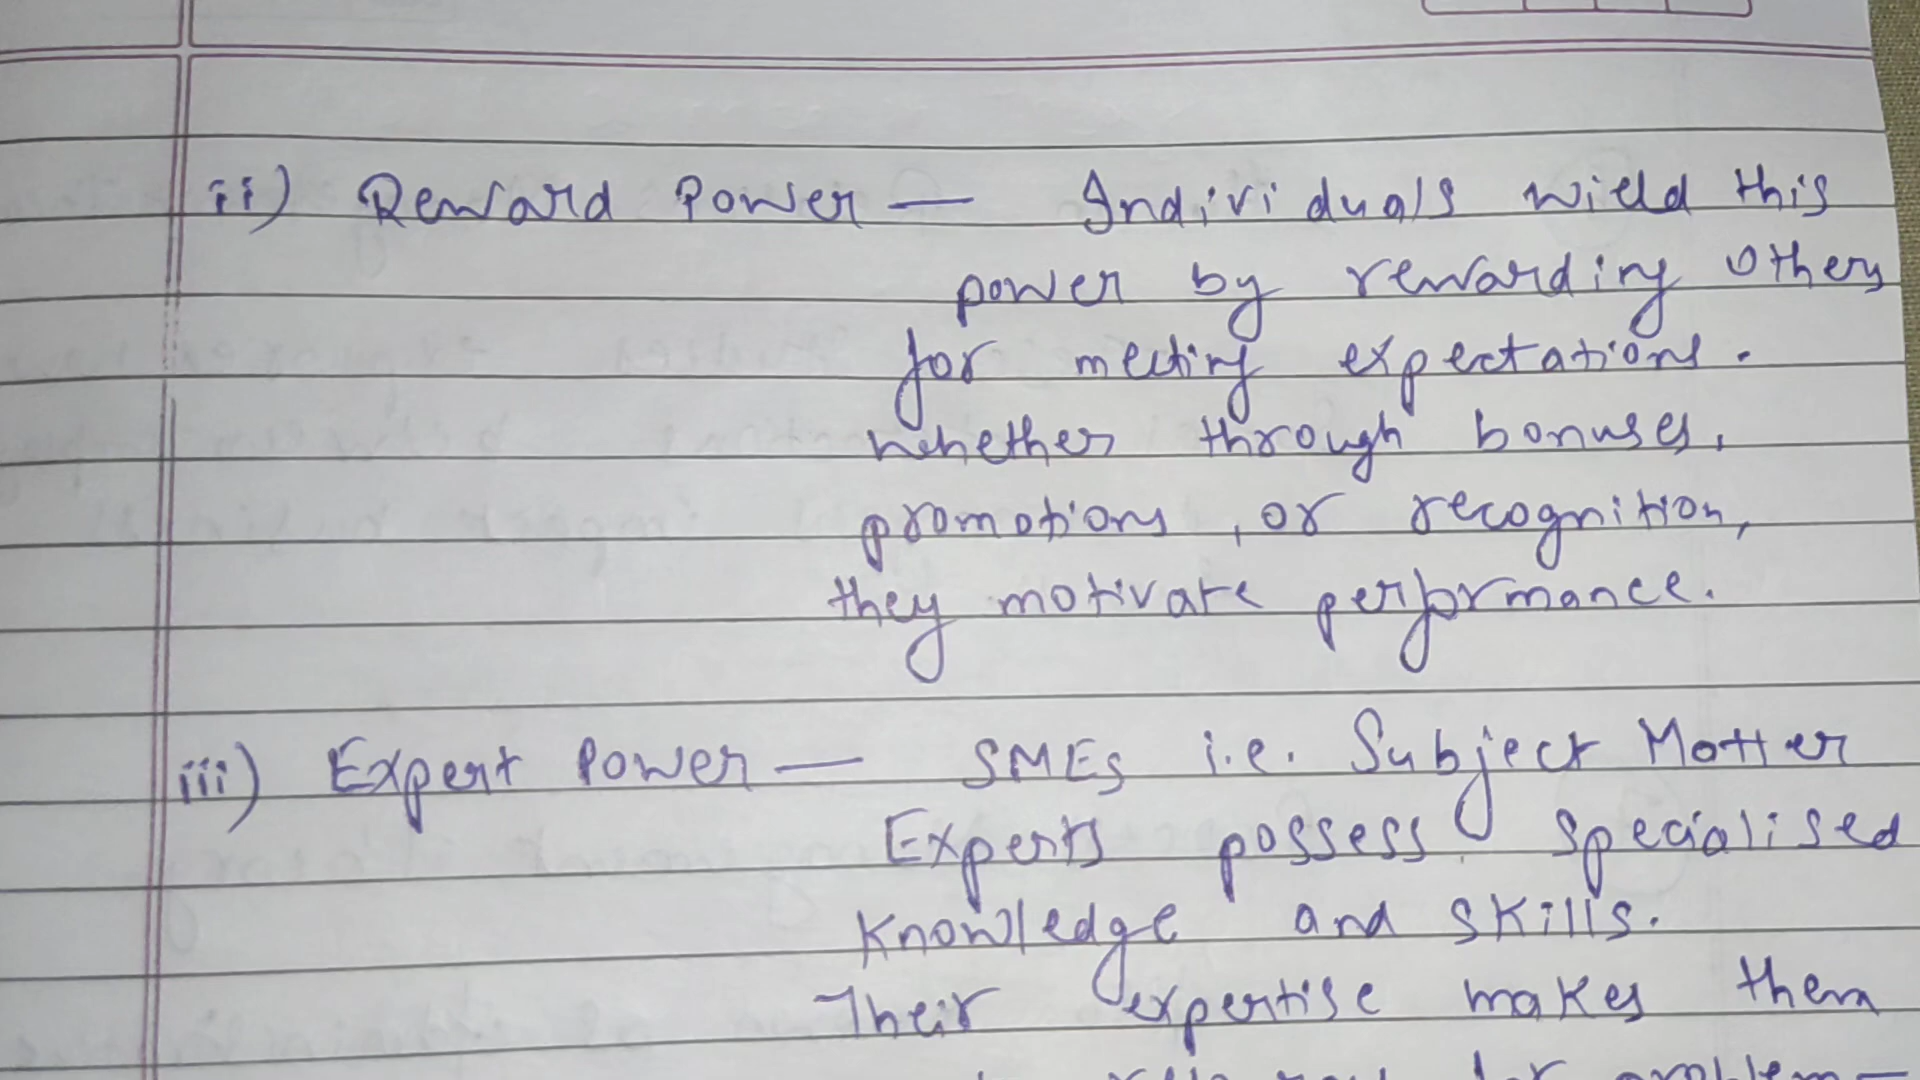 ii) Reward Power — Individuals wield this
power by rewarding others
for meeting expectations.
whether through bonuses,
promotions, or recognition,
they motivate performance.
iii) Expert Power — SMEs i.e. Subject Matter
Experts possess specialised
knowledge and skills.
Their expertise makes them
for problem-